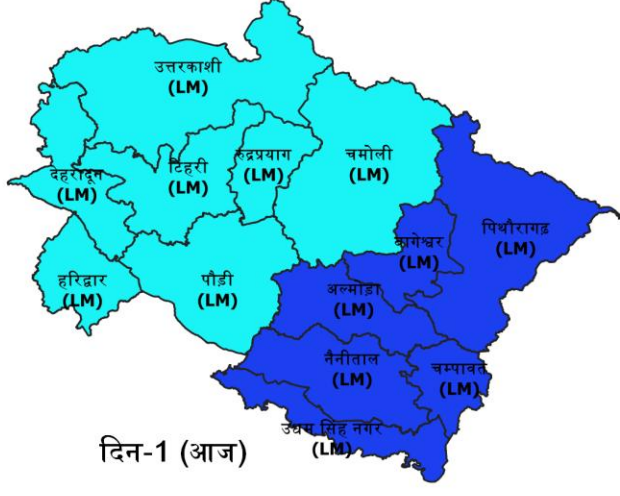 उत्तरकाशी
(LM)
देहरादून
(LM)
टिहरी
(LM)
रुद्रप्रयाग
(LM)
चमोली
(LM)
हरिद्वार
(LM)
पौड़ी
(LM)
बागेश्वर
(LM)
पिथौरागढ़
(LM)
अल्मोड़ा
(LM)
नैनीताल
(LM)
चम्पावत
(LM)
उधम सिंह नगर
(LM)
दिन-1 (आज)